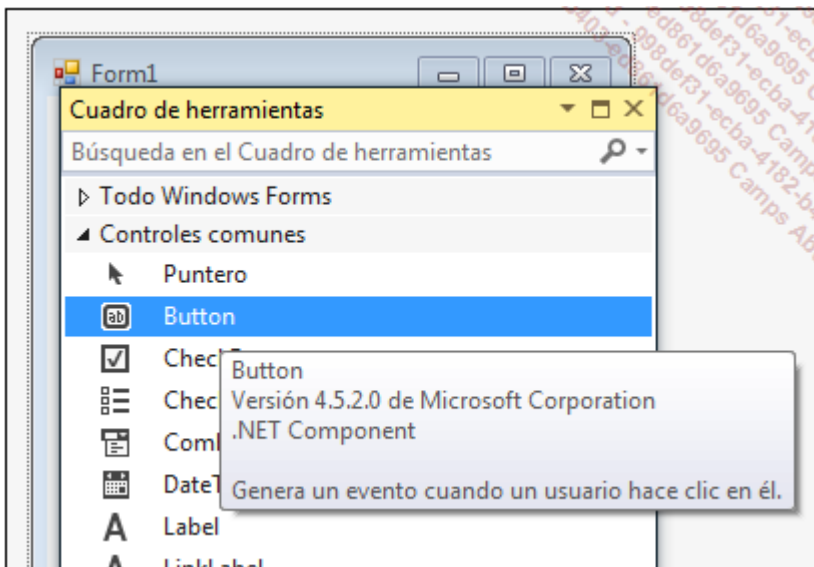 Form1
Cuadro de herramientas
Búsqueda en el Cuadro de herramientas
Todo Windows Forms
Controles comunes
Puntero
Button
Button
Versión 4.5.2.0 de Microsoft Corporation
.NET Component
Genera un evento cuando un usuario hace clic en él.
Label